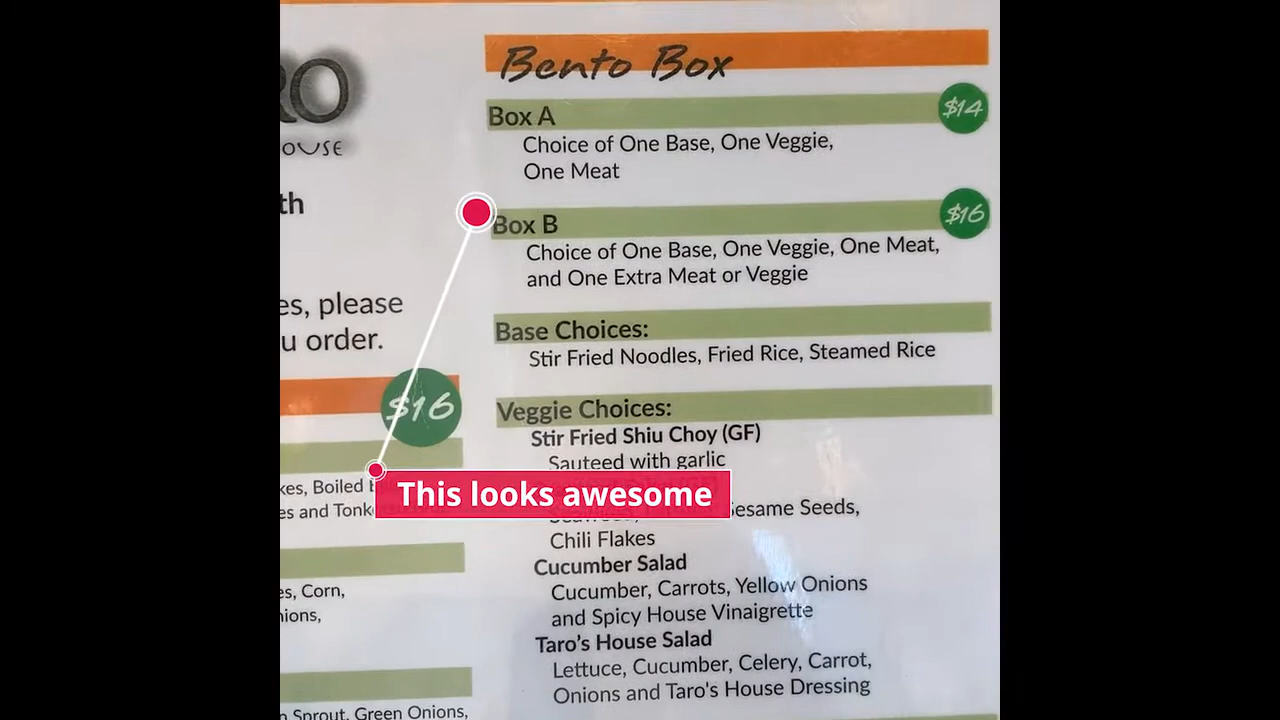 RO
OUSE
th
es, please
u order.
$16
kes, Boiled
es and Tonk
es, Corn,
nions,
n Sprout, Green Onions,
Bento Box
Box A $14
Choice of One Base, One Veggie,
One Meat
Box B $16
Choice of One Base, One Veggie, One Meat,
and One Extra Meat or Veggie
Base Choices:
Stir Fried Noodles, Fried Rice, Steamed Rice
Veggie Choices:
Stir Fried Shiu Choy (GF)
Sauteed with garlic
This looks awesome
Sesame Seeds,
Chili Flakes
Cucumber Salad
Cucumber, Carrots, Yellow Onions
and Spicy House Vinaigrette
Taro's House Salad
Lettuce, Cucumber, Celery, Carrot,
Onions and Taro's House Dressing